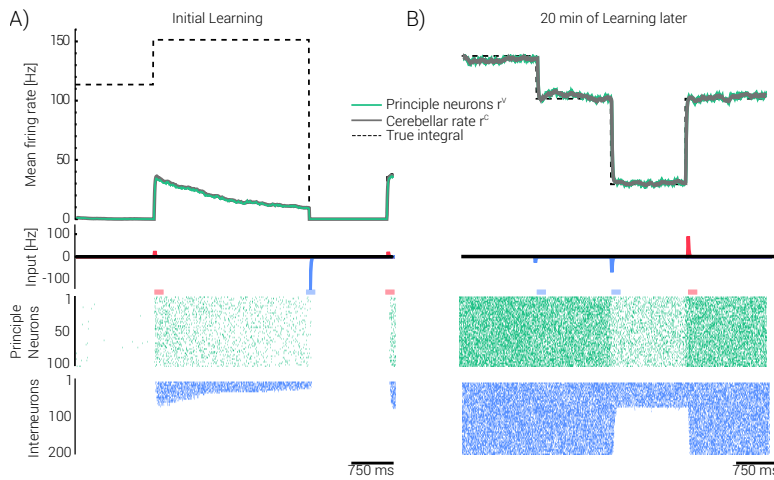 A)
Initial Learning
B)
20 min of Learning later
Mean firing rate [Hz]
150
100
50
0
Principle neurons rᵛ
Cerebellar rate rᶜ
True integral
Input [Hz]
100
0
-100
Principle
Neurons
1
50
100
Interneurons
1
100
200
750 ms
750 ms